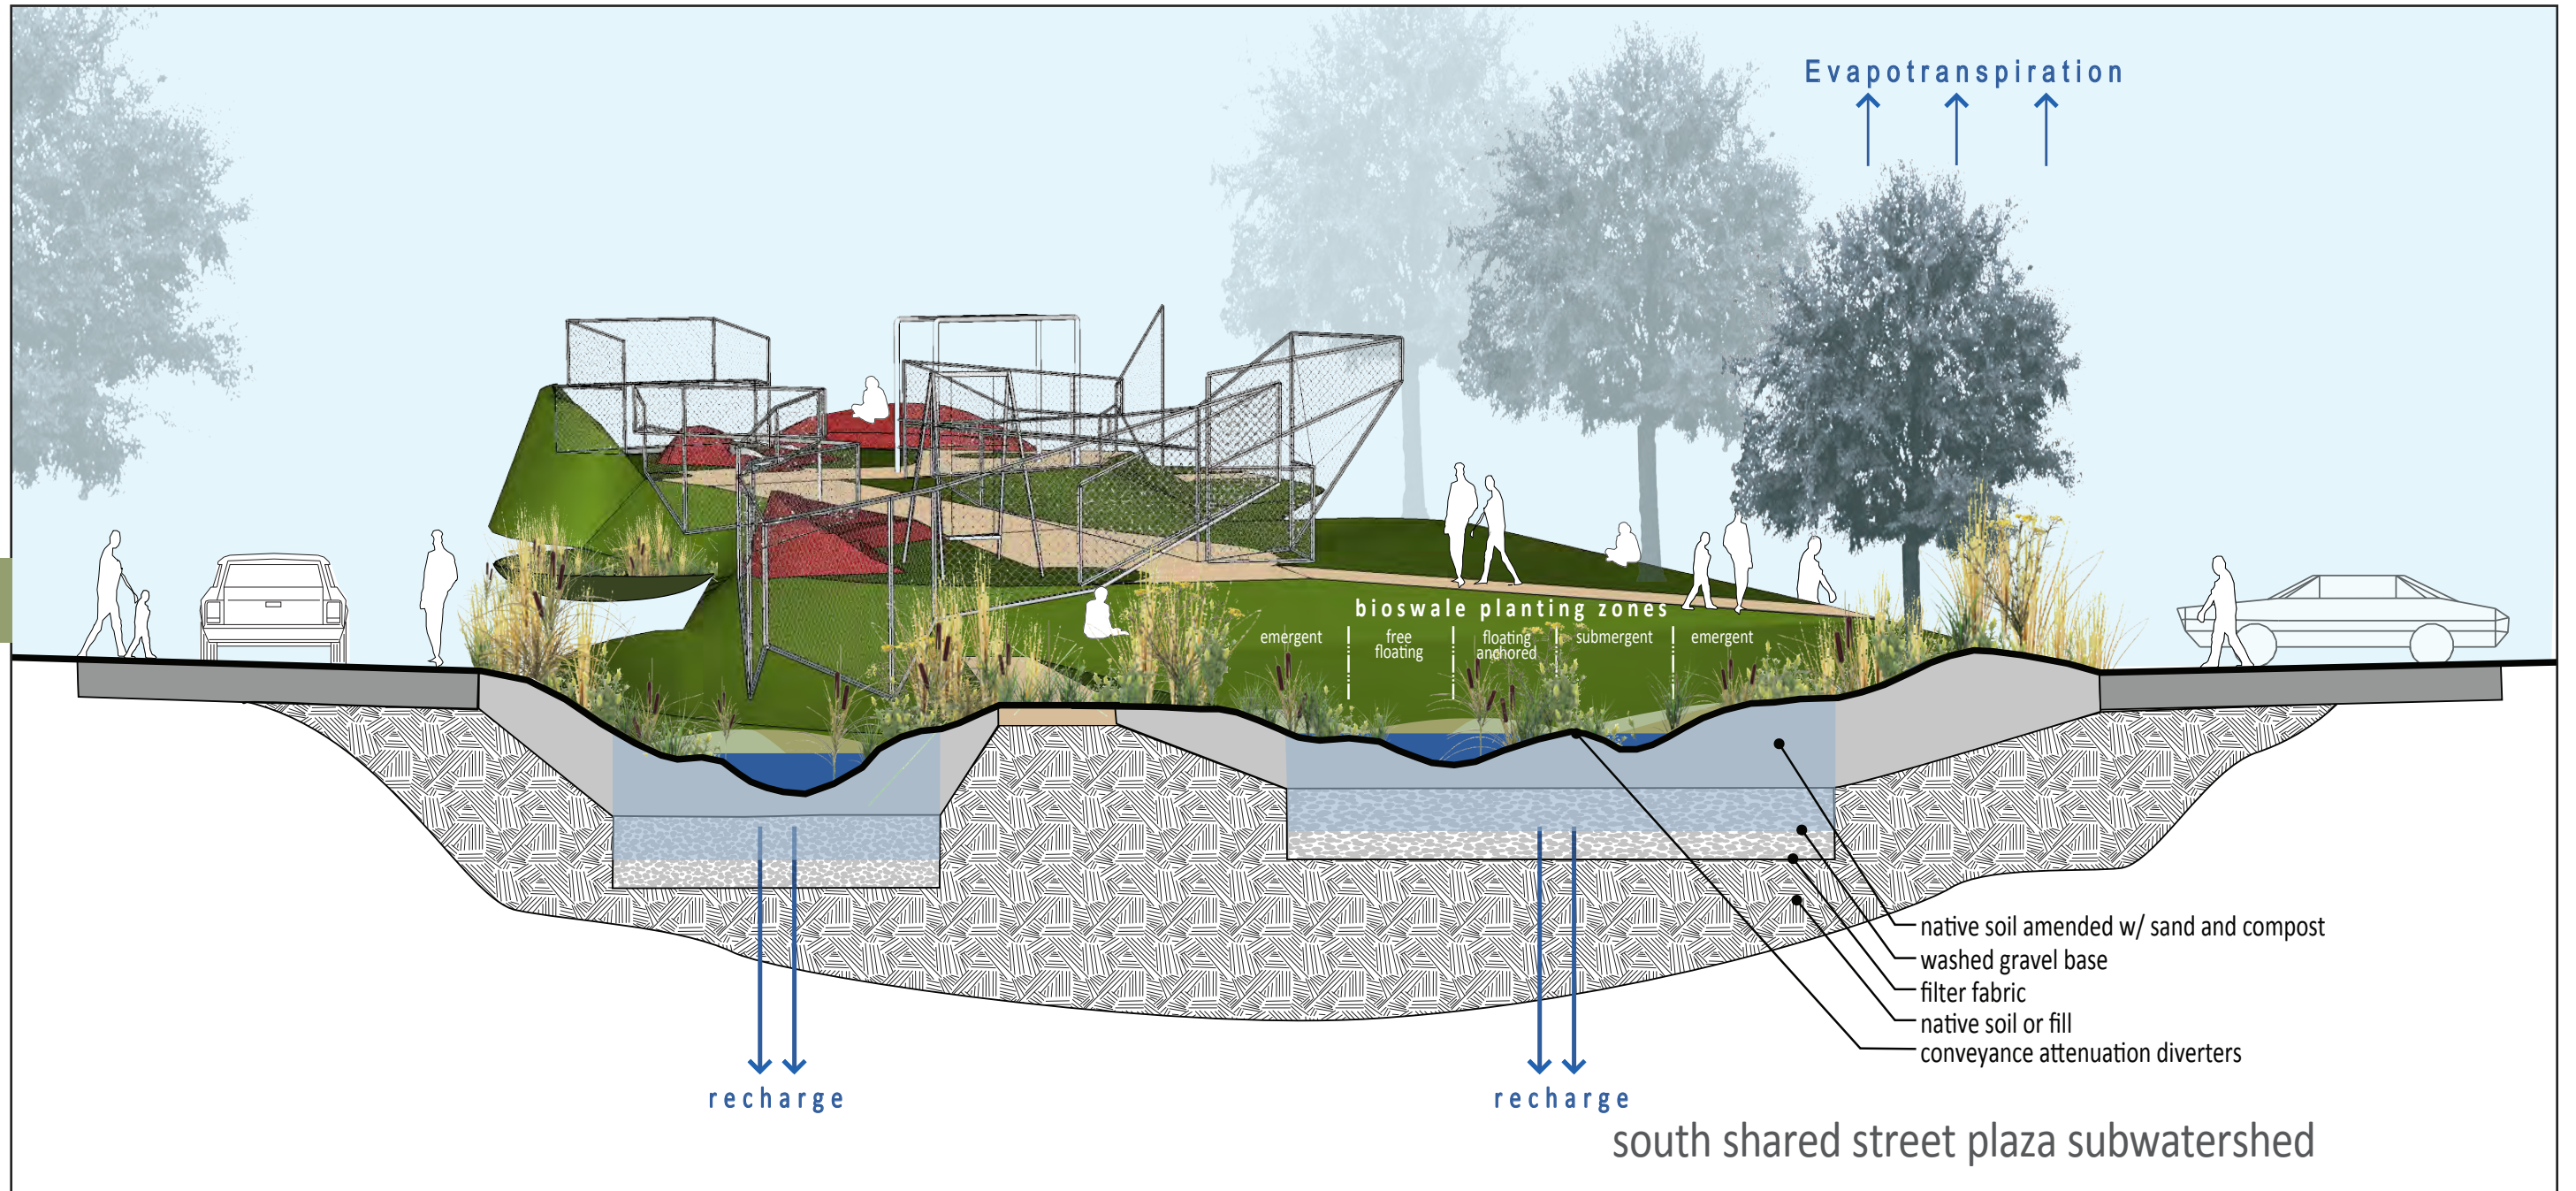 Evapotranspiration
bioswale planting zones
emergent
free
floating
floating
anchored
submergent
emergent
native soil amended w/ sand and compost
washed gravel base
filter fabric
native soil or fill
conveyance attenuation diverters
recharge
recharge
south shared street plaza subwatershed